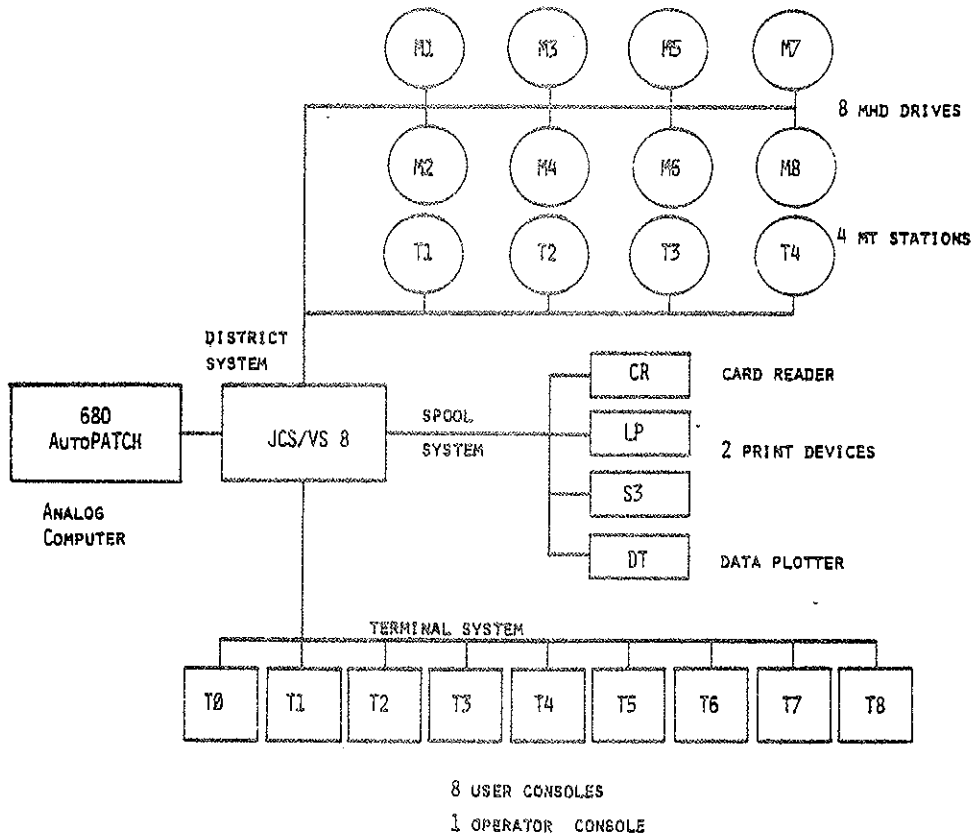 M1 M3 M5 M7
8 MHD DRIVES
M2 M4 M6 M8
4 MT STATIONS
T1 T2 T3 T4
DISTRICT
SYSTEM
680
AUTOPATCH
JCS/VS 8
SPOOL
SYSTEM
CR CARD READER
LP
2 PRINT DEVICES
S3
DT DATA PLOTTER
ANALOG
COMPUTER
TERMINAL SYSTEM
TØ T1 T2 T3 T4 T5 T6 T7 T8
8 USER CONSOLES
1 OPERATOR CONSOLE